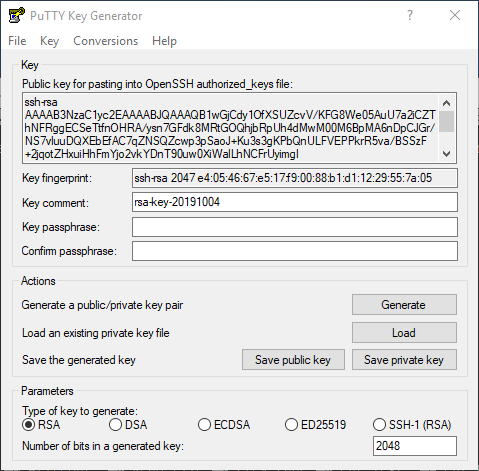 PuTTY Key Generator
File Key Conversions Help
Key
Public key for pasting into OpenSSH authorized_keys file:
ssh-rsa
AAAAB3NzaC1yc2EAAAABJQAAAQB1wGjCdy1OfXSUZcvV/KFG8We05AuU7a2iCZT
hNFRggECSeTtfnOHRA/ysn7GFdk8MRtGOQhjbRpUh4dMwM00M6BpMA6nDpCJGr/
NS7vluuDQXEbEfAC7qZNSQZcwp3pSaoJ+Ku3s3gKPbQnULFVEPPkrR5va/BSSzF
+2jqotZHxuiHhFmYjo2vkYDnT90uw0XiWalLhNCFrUyimgI
Key fingerprint: ssh-rsa 2047 e4:05:46:67:e5:17:f9:00:88:b1:d1:12:29:55:7a:05
Key comment: rsa-key-20191004
Key passphrase:
Confirm passphrase:
Actions
Generate a public/private key pair Generate
Load an existing private key file Load
Save the generated key Save public key Save private key
Parameters
Type of key to generate:
RSA DSA ECDSA ED25519 SSH-1 (RSA)
Number of bits in a generated key: 2048